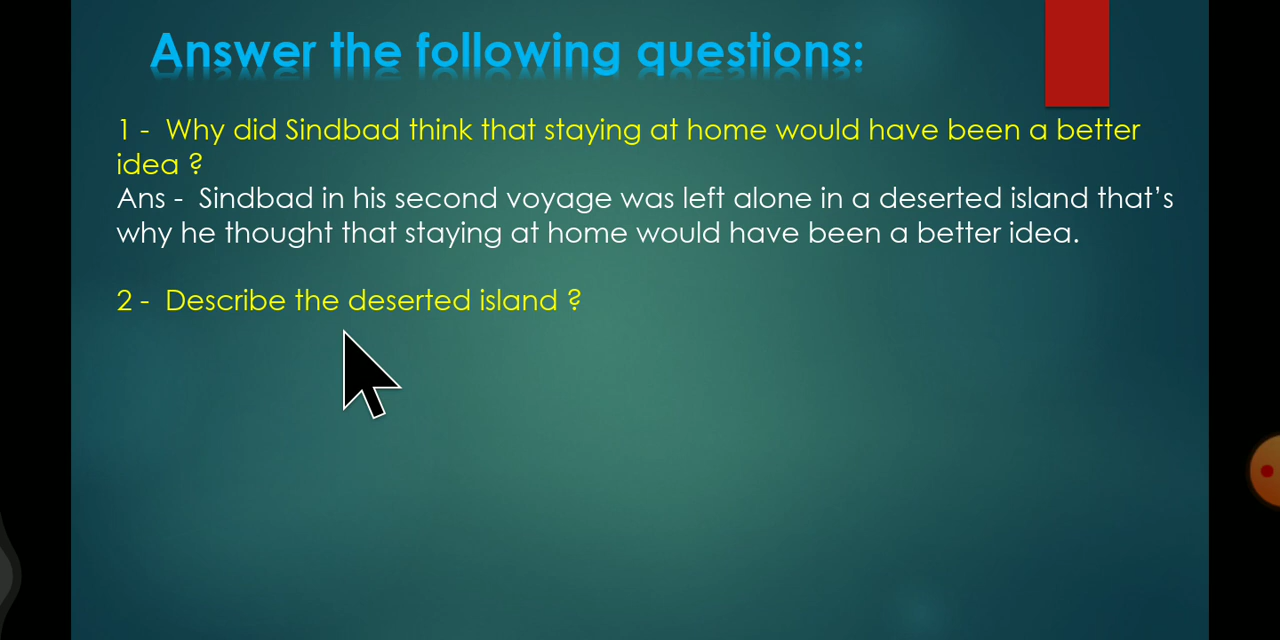 Answer the following questions:
1 -  Why did Sindbad think that staying at home would have been a better
idea ?
Ans -  Sindbad in his second voyage was left alone in a deserted island that's
why he thought that staying at home would have been a better idea.
2 -  Describe the deserted island ?